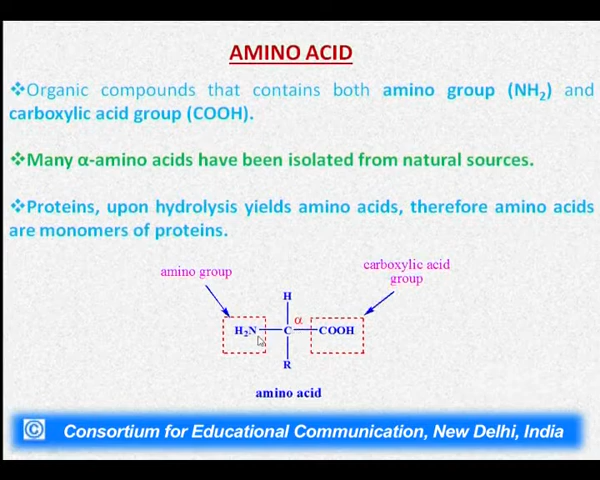 AMINO ACID
❖Organic compounds that contains both amino group (NH₂) and
carboxylic acid group (COOH).
❖Many α-amino acids have been isolated from natural sources.
❖Proteins, upon hydrolysis yields amino acids, therefore amino acids
are monomers of proteins.
amino group
carboxylic acid
group
H
α
H₂N C COOH
R
amino acid
© Consortium for Educational Communication, New Delhi, India